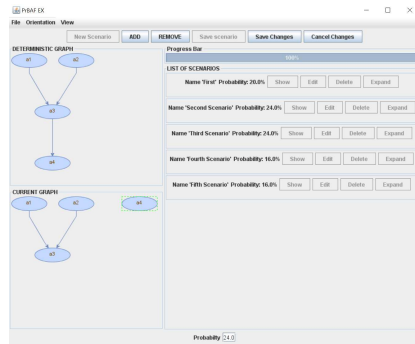 PrBAF EX
File Orientation View
New Scenario ADD REMOVE Save scenario Save Changes Cancel Changes
DETERMINISTIC GRAPH
a1 a2
a3
a4
CURRENT GRAPH
a1 a2 a4
a3
Progress Bar
100%
LIST OF SCENARIOS
Name 'First' Probability: 20.0% Show Edit Delete Expand
Name 'Second Scenario' Probability: 24.0% Show Edit Delete Expand
Name 'Third Scenario' Probability: 24.0% Show Edit Delete Expand
Name 'Fourth Scenario' Probability: 16.0% Show Edit Delete Expand
Name 'Fifth Scenario' Probability: 16.0% Show Edit Delete Expand
Probabilty 24.0